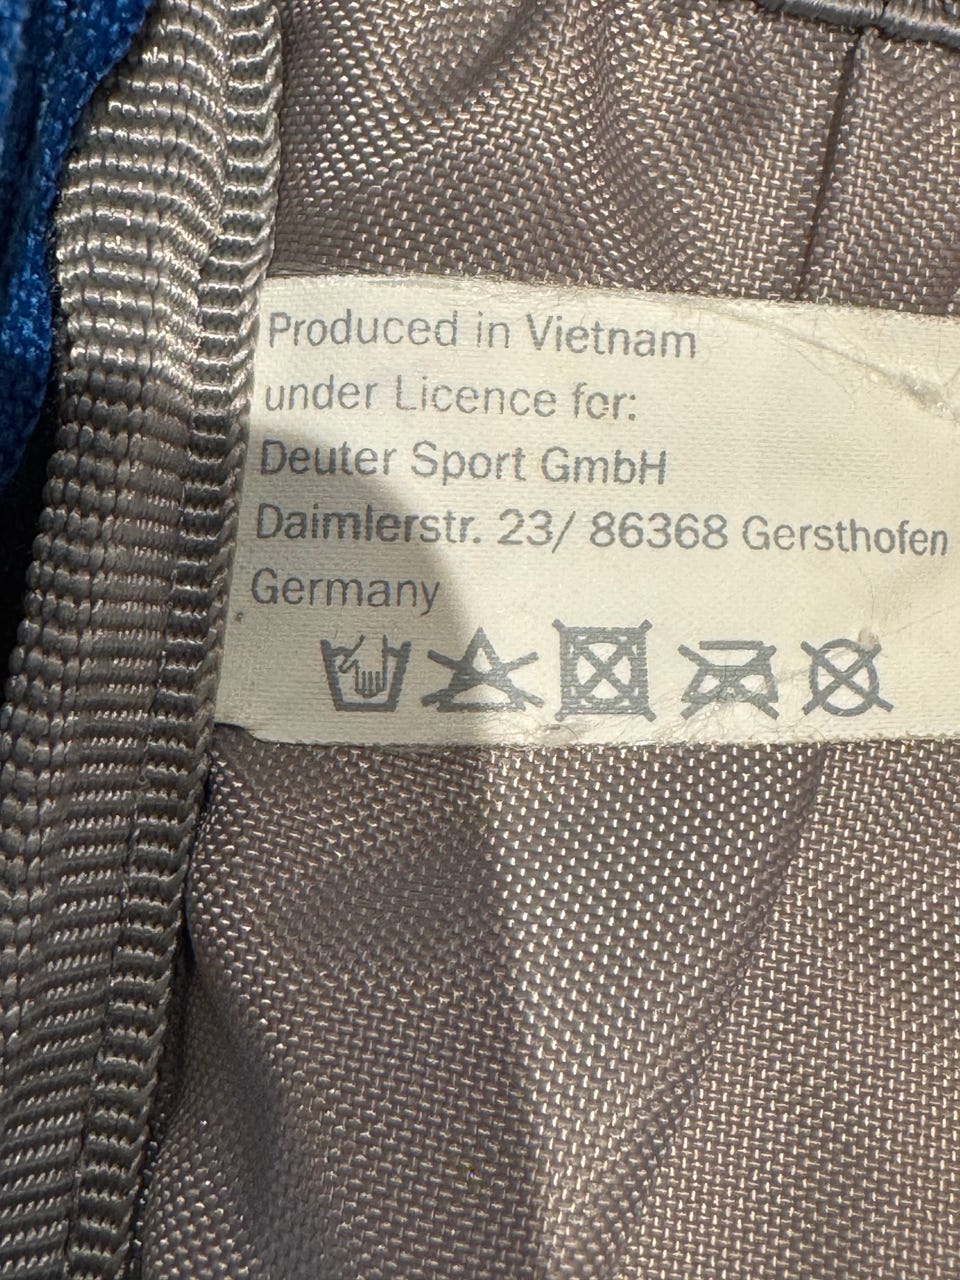 Produced in Vietnam
under Licence for:
Deuter Sport GmbH
Daimlerstr. 23/ 86368 Gersthofen
Germany